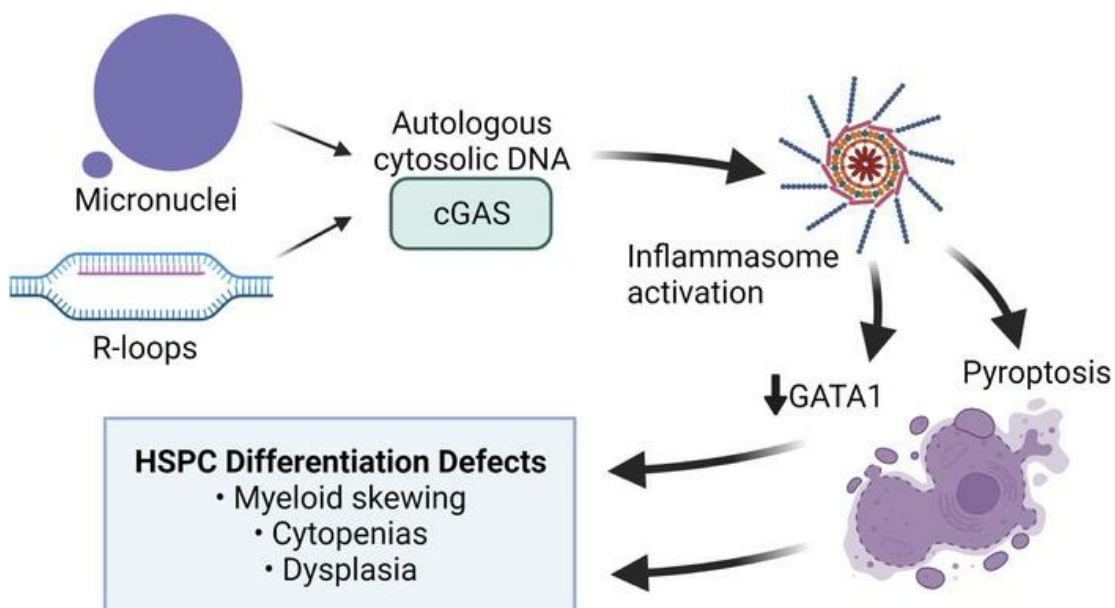 Micronuclei
R-loops
Autologous
cytosolic DNA
cGAS
Inflammasome
activation
GATA1
Pyroptosis
HSPC Differentiation Defects
• Myeloid skewing
• Cytopenias
• Dysplasia